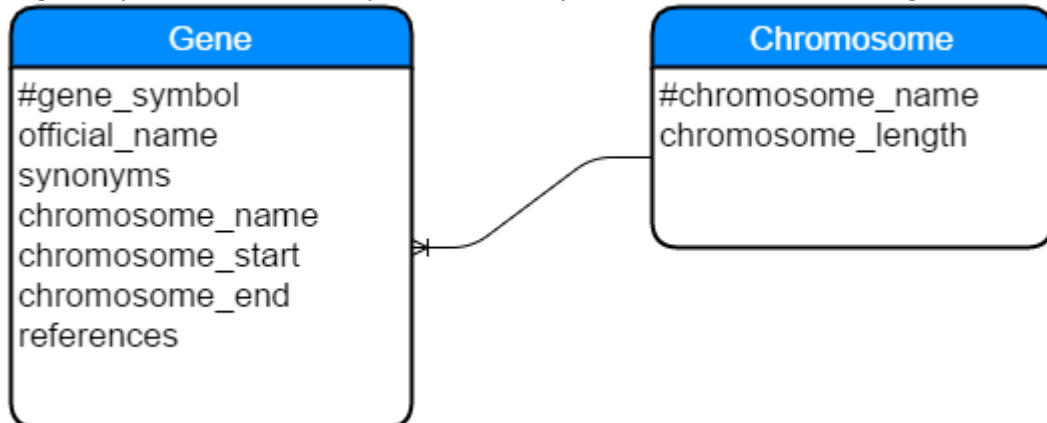 Gene
#gene_symbol
official_name
synonyms
chromosome_name
chromosome_start
chromosome_end
references
Chromosome
#chromosome_name
chromosome_length